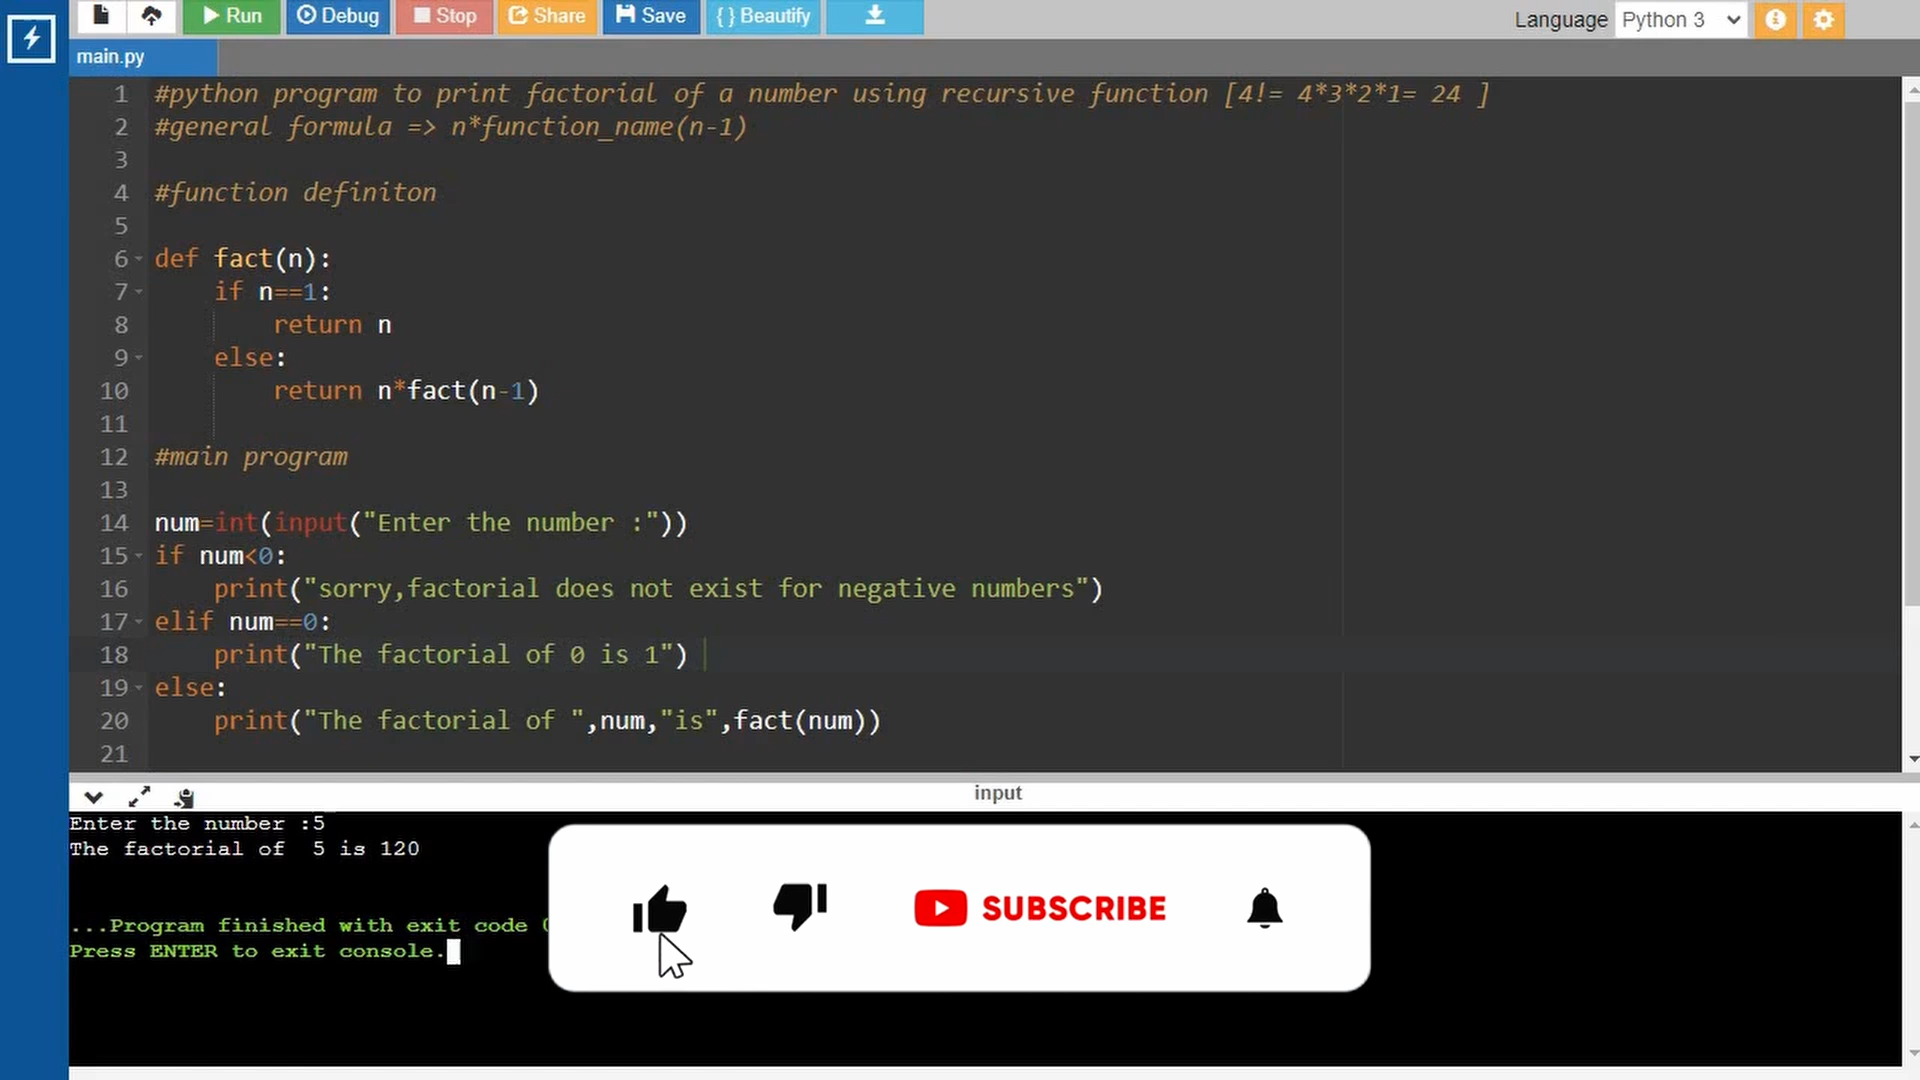 Run Debug Stop Share Save { } Beautify Language Python 3
main.py
1 #python program to print factorial of a number using recursive function [4!= 4*3*2*1= 24 ]
2 #general formula => n*function_name(n-1)
3
4 #function definiton
5
6 def fact(n):
7 if n==1:
8 return n
9 else:
10 return n*fact(n-1)
11
12 #main program
13
14 num=int(input("Enter the number :"))
15 if num<0:
16 print("sorry,factorial does not exist for negative numbers")
17 elif num==0:
18 print("The factorial of 0 is 1")
19 else:
20 print("The factorial of ",num,"is",fact(num))
21
input
Enter the number :5
The factorial of  5 is 120
...Program finished with exit code
Press ENTER to exit console.
SUBSCRIBE